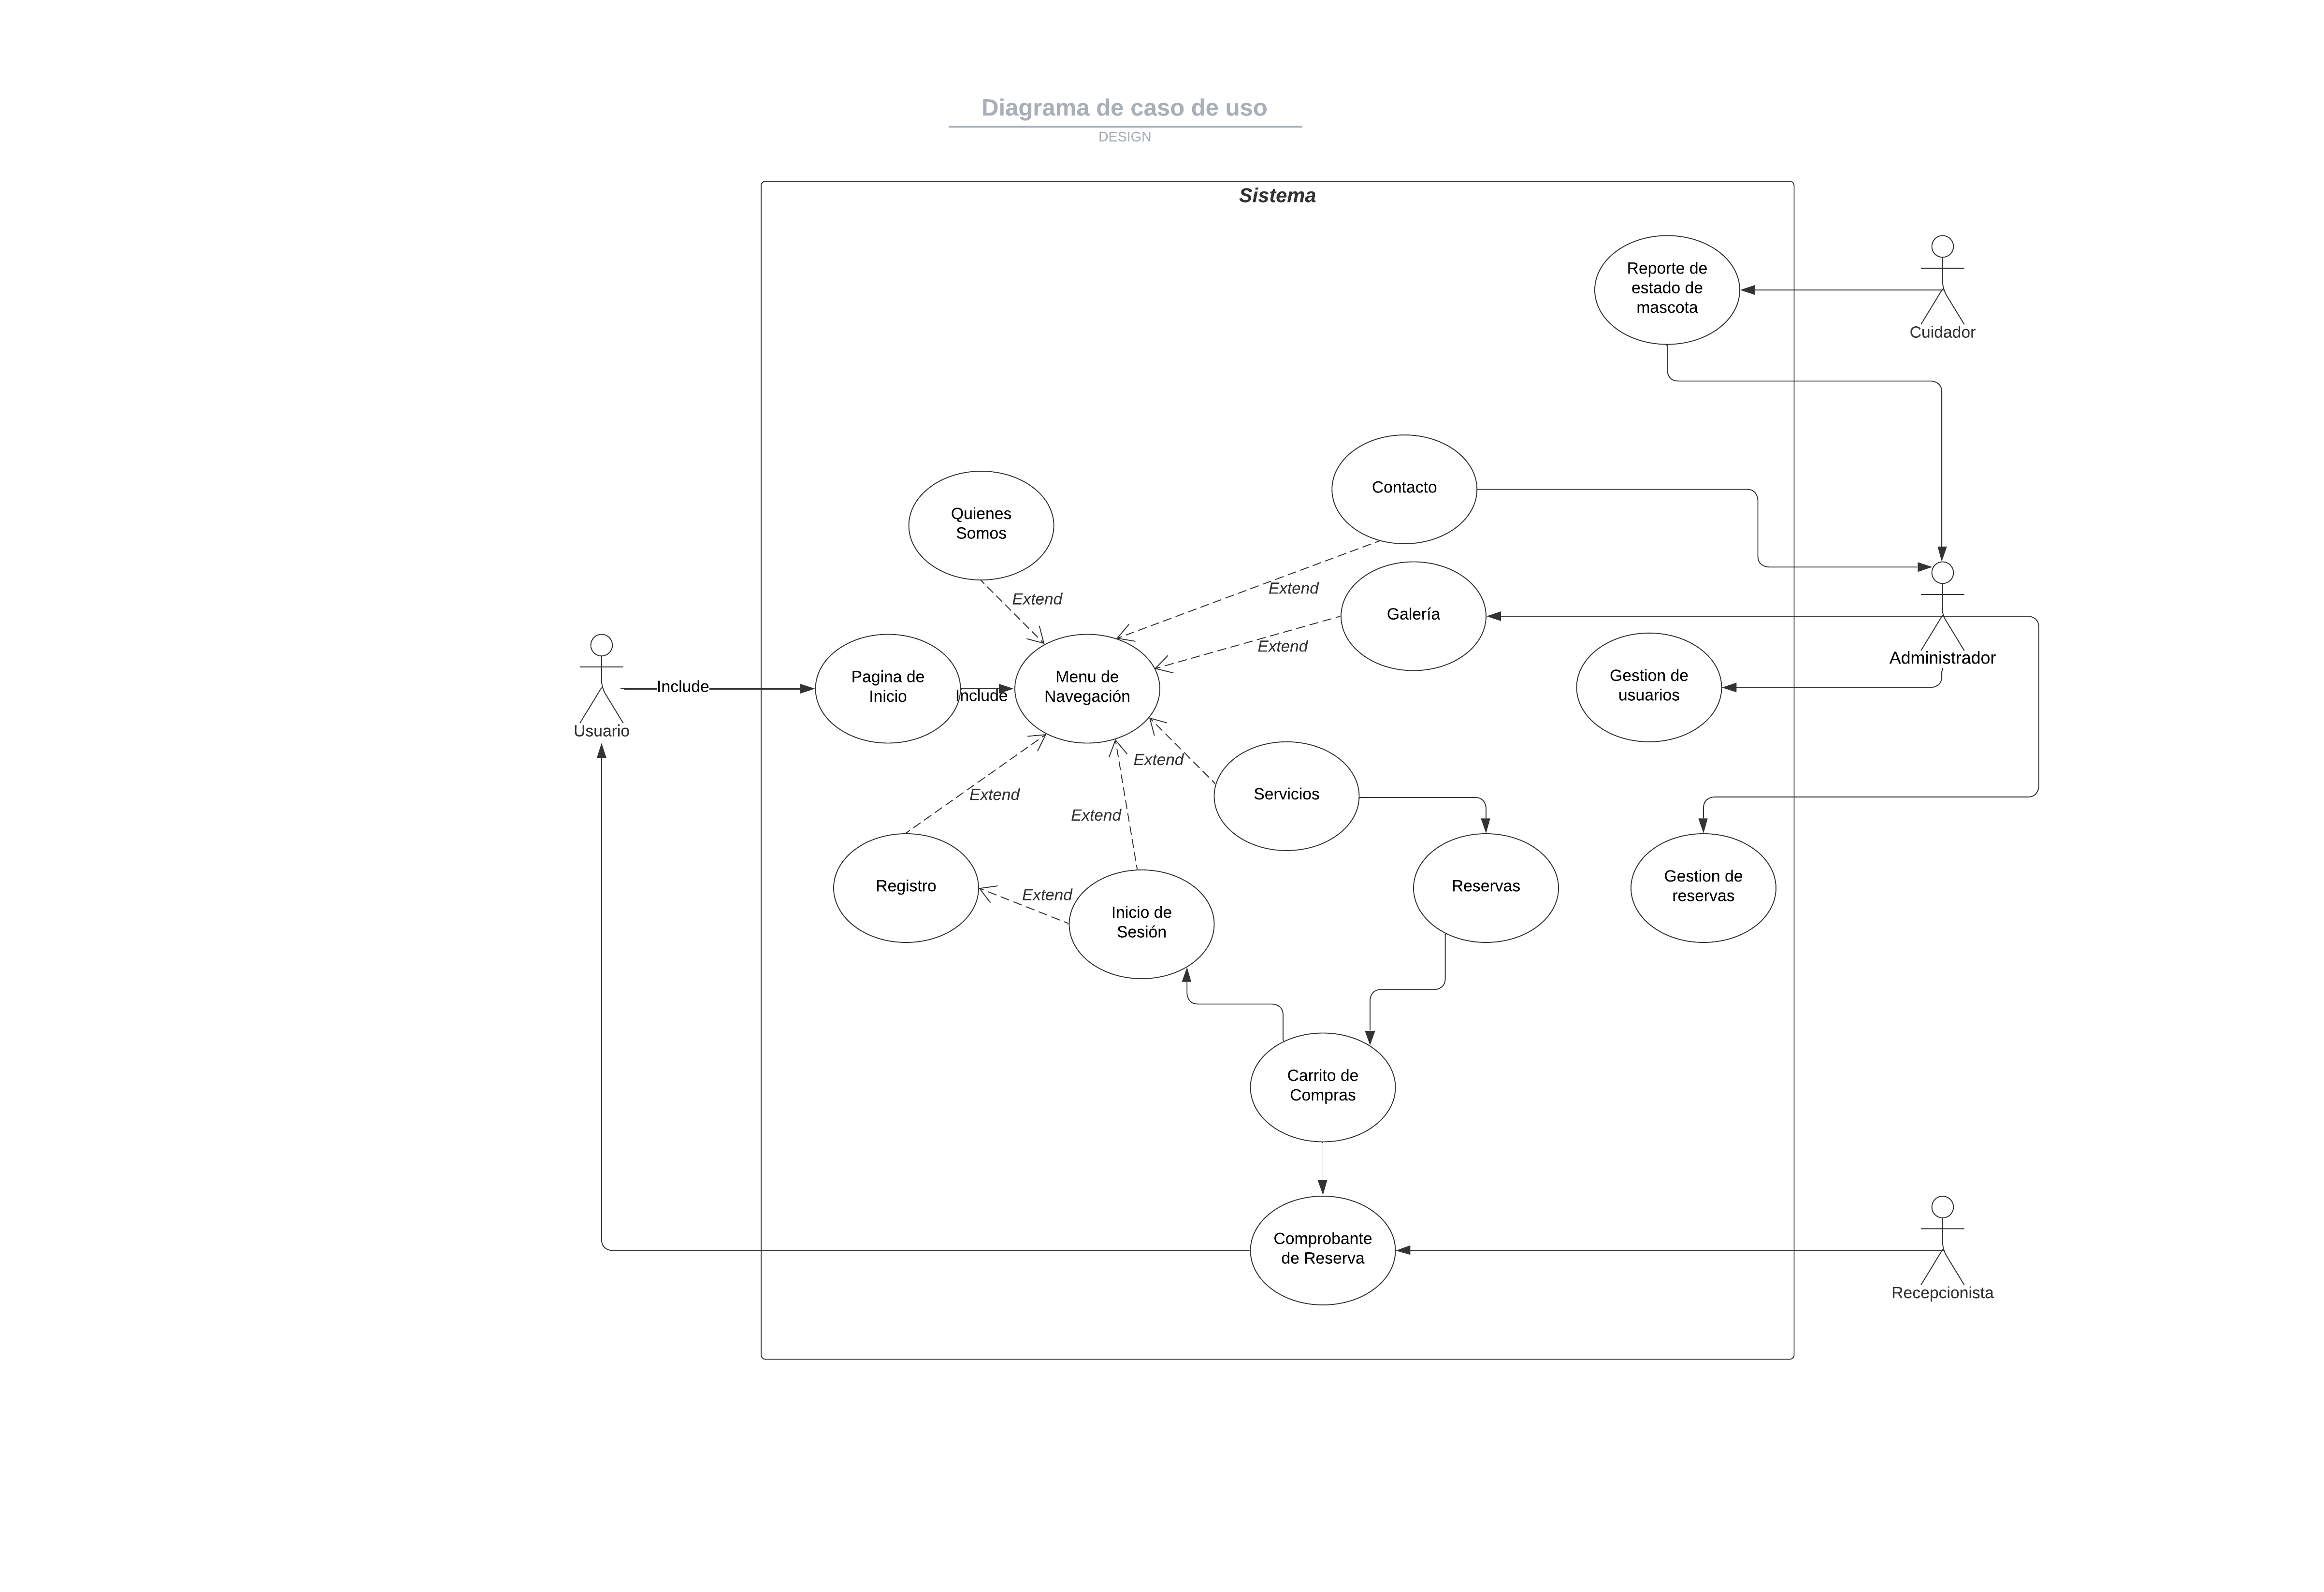 Diagrama de caso de uso
DESIGN
Sistema
Reporte de
estado de
mascota
Cuidador
Contacto
Quienes
Somos
Extend
Extend
Galería
Extend
Administrador
Usuario
Include
Pagina de
Inicio
Include
Menu de
Navegación
Gestion de
usuarios
Extend
Extend
Extend
Servicios
Registro
Extend
Inicio de
Sesión
Reservas
Gestion de
reservas
Carrito de
Compras
Comprobante
de Reserva
Recepcionista